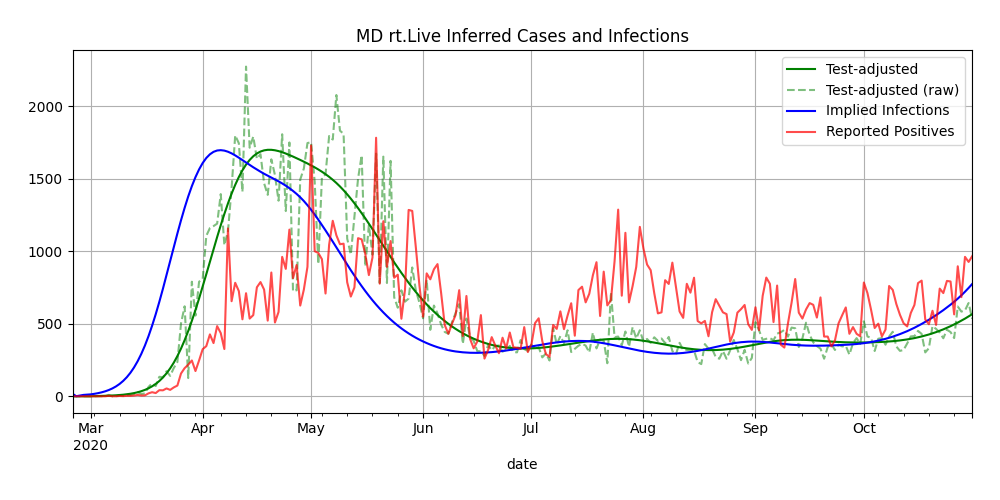 MD rt.Live Inferred Cases and Infections
Test-adjusted
Test-adjusted (raw)
Implied Infections
Reported Positives
2000
1500
1000
500
0
Mar Apr May Jun Jul Aug Sep Oct
2020
date